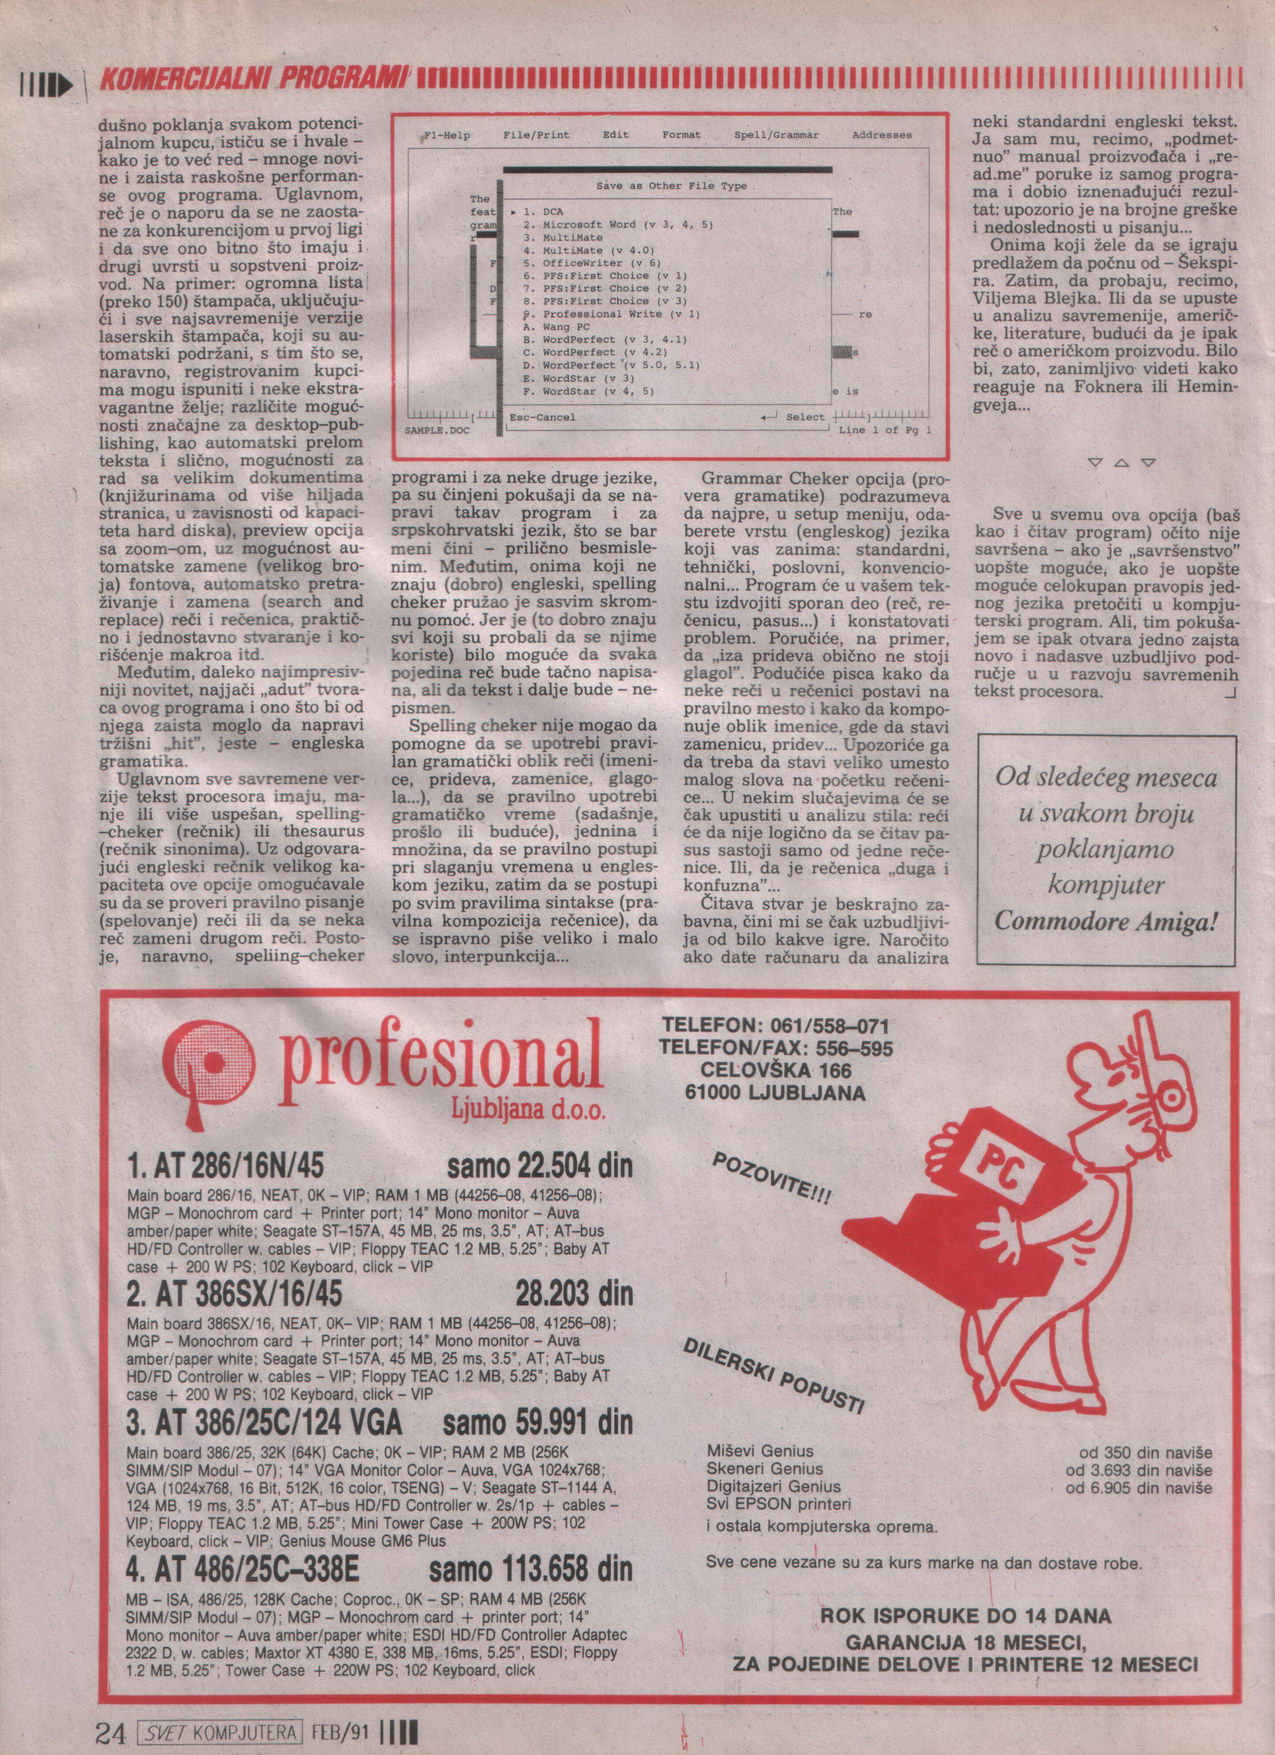 KOMERCIJALNI PROGRAMI
dušno poklanja svakom potenci-
jalnom kupcu, ističu se i hvale –
kako je to već red – mnoge novi-
ne i zaista raskošne performan-
se ovog programa. Uglavnom,
reč je o naporu da se ne zaosta-
ne za konkurencijom u prvoj ligi
i da sve ono bitno što imaju i
drugi uvrsti u sopstveni proiz-
vod. Na primer: ogromna lista
(preko 150) štampača, uključuju-
ći i sve najsavremenije verzije
laserskih štampača, koji su au-
tomatski podržani, s tim što se,
naravno, registrovanim kupci-
ma mogu ispuniti i neke ekstra-
vagantne želje; različite moguć-
nosti značajne za desktop–pub-
lishing, kao automatski prelom
teksta i slično, mogućnosti za
rad sa velikim dokumentima
(knjižurinama od više hiljada
stranica, u zavisnosti od kapaci-
teta hard diska), preview opcija
sa zoom–om, uz mogućnost au-
tomatske zamene (velikog bro-
ja) fontova, automatsko pretra-
živanje i zamena (search and
replace) reči i rečenica, praktič-
no i jednostavno stvaranje i ko-
rišćenje makroa itd.
Međutim, daleko najimpresiv-
niji novitet, najjači „adut” tvora-
ca ovog programa i ono što bi od
njega zaista moglo da napravi
tržišni „hit”, jeste – engleska
gramatika.
Uglavnom sve savremene ver-
zije tekst procesora imaju, ma-
nje ili više uspešan, spelling-
–cheker (rečnik) ili thesaurus
(rečnik sinonima). Uz odgovara-
jući engleski rečnik velikog ka-
paciteta ove opcije omogućavale
su da se proveri pravilno pisanje
(spelovanje) reči ili da se neka
reč zameni drugom reči. Posto-
je, naravno, speliing–cheker
F1-Help File/Print Edit Format Spell/Grammar Addresses
Save as Other File Type
The
feat
gram
r
F
D
F
▸ 1. DCA
2. Microsoft Word (v 3, 4, 5)
3. MultiMate
4. MultiMate (v 4.0)
5. OfficeWriter (v 6)
6. PFS:First Choice (v 1)
7. PFS:First Choice (v 2)
8. PFS:First Choice (v 3)
9. Professional Write (v 1)
A. Wang PC
B. WordPerfect (v 3, 4.1)
C. WordPerfect (v 4.2)
D. WordPerfect (v 5.0, 5.1)
E. WordStar (v 3)
F. WordStar (v 4, 5)
The
re
s
e is
Esc-Cancel ◂┘ Select
SAMPLE.DOC Line 1 of Pg 1
programi i za neke druge jezike,
pa su činjeni pokušaji da se na-
pravi takav program i za
srpskohrvatski jezik, što se bar
meni čini – prilično besmisle-
nim. Međutim, onima koji ne
znaju (dobro) engleski, spelling
cheker pružao je sasvim skrom-
nu pomoć. Jer je (to dobro znaju
svi koji su probali da se njime
koriste) bilo moguće da svaka
pojedina reč bude tačno napisa-
na, ali da tekst i dalje bude – ne-
pismen.
Spelling cheker nije mogao da
pomogne da se upotrebi pravi-
lan gramatički oblik reči (imeni-
ce, prideva, zamenice, glago-
la...), da se pravilno upotrebi
gramatičko vreme (sadašnje,
prošlo ili buduće), jednina i
množina, da se pravilno postupi
pri slaganju vremena u engles-
kom jeziku, zatim da se postupi
po svim pravilima sintakse (pra-
vilna kompozicija rečenice), da
se ispravno piše veliko i malo
slovo, interpunkcija...
Grammar Cheker opcija (pro-
vera gramatike) podrazumeva
da najpre, u setup meniju, oda-
berete vrstu (engleskog) jezika
koji vas zanima: standardni,
tehnički, poslovni, konvencio-
nalni... Program će u vašem tek-
stu izdvojiti sporan deo (reč, re-
čenicu, pasus...) i konstatovati
problem. Poručiće, na primer,
da „iza prideva obično ne stoji
glagol”. Podučiće pisca kako da
neke reči u rečenici postavi na
pravilno mesto i kako da kompo-
nuje oblik imenice, gde da stavi
zamenicu, pridev... Upozoriće ga
da treba da stavi veliko umesto
malog slova na početku rečeni-
ce... U nekim slučajevima će se
čak upustiti u analizu stila: reći
će da nije logično da se čitav pa-
sus sastoji samo od jedne reče-
nice. Ili, da je rečenica „duga i
konfuzna”...
Čitava stvar je beskrajno za-
bavna, čini mi se čak uzbudljivi-
ja od bilo kakve igre. Naročito
ako date računaru da analizira
neki standardni engleski tekst.
Ja sam mu, recimo, „podmet-
nuo” manual proizvođača i „re-
ad.me” poruke iz samog progra-
ma i dobio iznenađujući rezul-
tat: upozorio je na brojne greške
i nedoslednosti u pisanju...
Onima koji žele da se igraju
predlažem da počnu od – Šekspi-
ra. Zatim, da probaju, recimo,
Viljema Blejka. Ili da se upuste
u analizu savremenije, američ-
ke, literature, budući da je ipak
reč o američkom proizvodu. Bilo
bi, zato, zanimljivo videti kako
reaguje na Foknera ili Hemin-
gveja...
▽ △ ▽
Sve u svemu ova opcija (baš
kao i čitav program) očito nije
savršena – ako je „savršenstvo”
uopšte moguće, ako je uopšte
moguće celokupan pravopis jed-
nog jezika pretočiti u kompju-
terski program. Ali, tim pokuša-
jem se ipak otvara jedno zaista
novo i nadasve uzbudljivo pod-
ručje u u razvoju savremenih
tekst procesora. ┘
Od sledećeg meseca
u svakom broju
poklanjamo
kompjuter
Commodore Amiga!
profesional
Ljubljana d.o.o.
TELEFON: 061/558–071
TELEFON/FAX: 556–595
CELOVŠKA 166
61000 LJUBLJANA
1. AT 286/16N/45 samo 22.504 din
Main board 286/16, NEAT, 0K – VIP; RAM 1 MB (44256–08, 41256–08);
MGP – Monochrom card + Printer port; 14" Mono monitor – Auva
amber/paper white; Seagate ST–157A, 45 MB, 25 ms, 3.5", AT; AT–bus
HD/FD Controller w. cables – VIP; Floppy TEAC 1.2 MB, 5.25"; Baby AT
case + 200 W PS; 102 Keyboard, click – VIP
2. AT 386SX/16/45 28.203 din
Main board 386SX/16, NEAT, 0K– VIP; RAM 1 MB (44256–08, 41256–08);
MGP – Monochrom card + Printer port; 14" Mono monitor – Auva
amber/paper white; Seagate ST–157A, 45 MB, 25 ms, 3.5", AT; AT–bus
HD/FD Controller w. cables – VIP; Floppy TEAC 1.2 MB, 5.25"; Baby AT
case + 200 W PS; 102 Keyboard, click – VIP
3. AT 386/25C/124 VGA samo 59.991 din
Main board 386/25, 32K (64K) Cache; 0K – VIP; RAM 2 MB (256K
SIMM/SIP Modul – 07); 14" VGA Monitor Color – Auva, VGA 1024x768;
VGA (1024x768, 16 Bit, 512K, 16 color, TSENG) – V; Seagate ST–1144 A,
124 MB, 19 ms, 3.5", AT; AT–bus HD/FD Controller w. 2s/1p + cables –
VIP; Floppy TEAC 1.2 MB, 5.25"; Mini Tower Case + 200W PS; 102
Keyboard, click – VIP; Genius Mouse GM6 Plus
4. AT 486/25C–338E samo 113.658 din
MB – ISA, 486/25, 128K Cache; Coproc., 0K – SP; RAM 4 MB (256K
SIMM/SIP Modul – 07); MGP – Monochrom card + printer port; 14"
Mono monitor – Auva amber/paper white; ESDI HD/FD Controller Adaptec
2322 D, w. cables; Maxtor XT 4380 E, 338 MB, 16ms, 5.25", ESDI; Floppy
1.2 MB, 5.25"; Tower Case + 220W PS; 102 Keyboard, click
POZOVITE!!!
PC
DILERSKI POPUSTI
Miševi Genius od 350 din naviše
Skeneri Genius od 3.693 din naviše
Digitajzeri Genius od 6.905 din naviše
Svi EPSON printeri
i ostala kompjuterska oprema.
Sve cene vezane su za kurs marke na dan dostave robe.
ROK ISPORUKE DO 14 DANA
GARANCIJA 18 MESECI,
ZA POJEDINE DELOVE I PRINTERE 12 MESECI
24 SVET KOMPJUTERA FEB/91